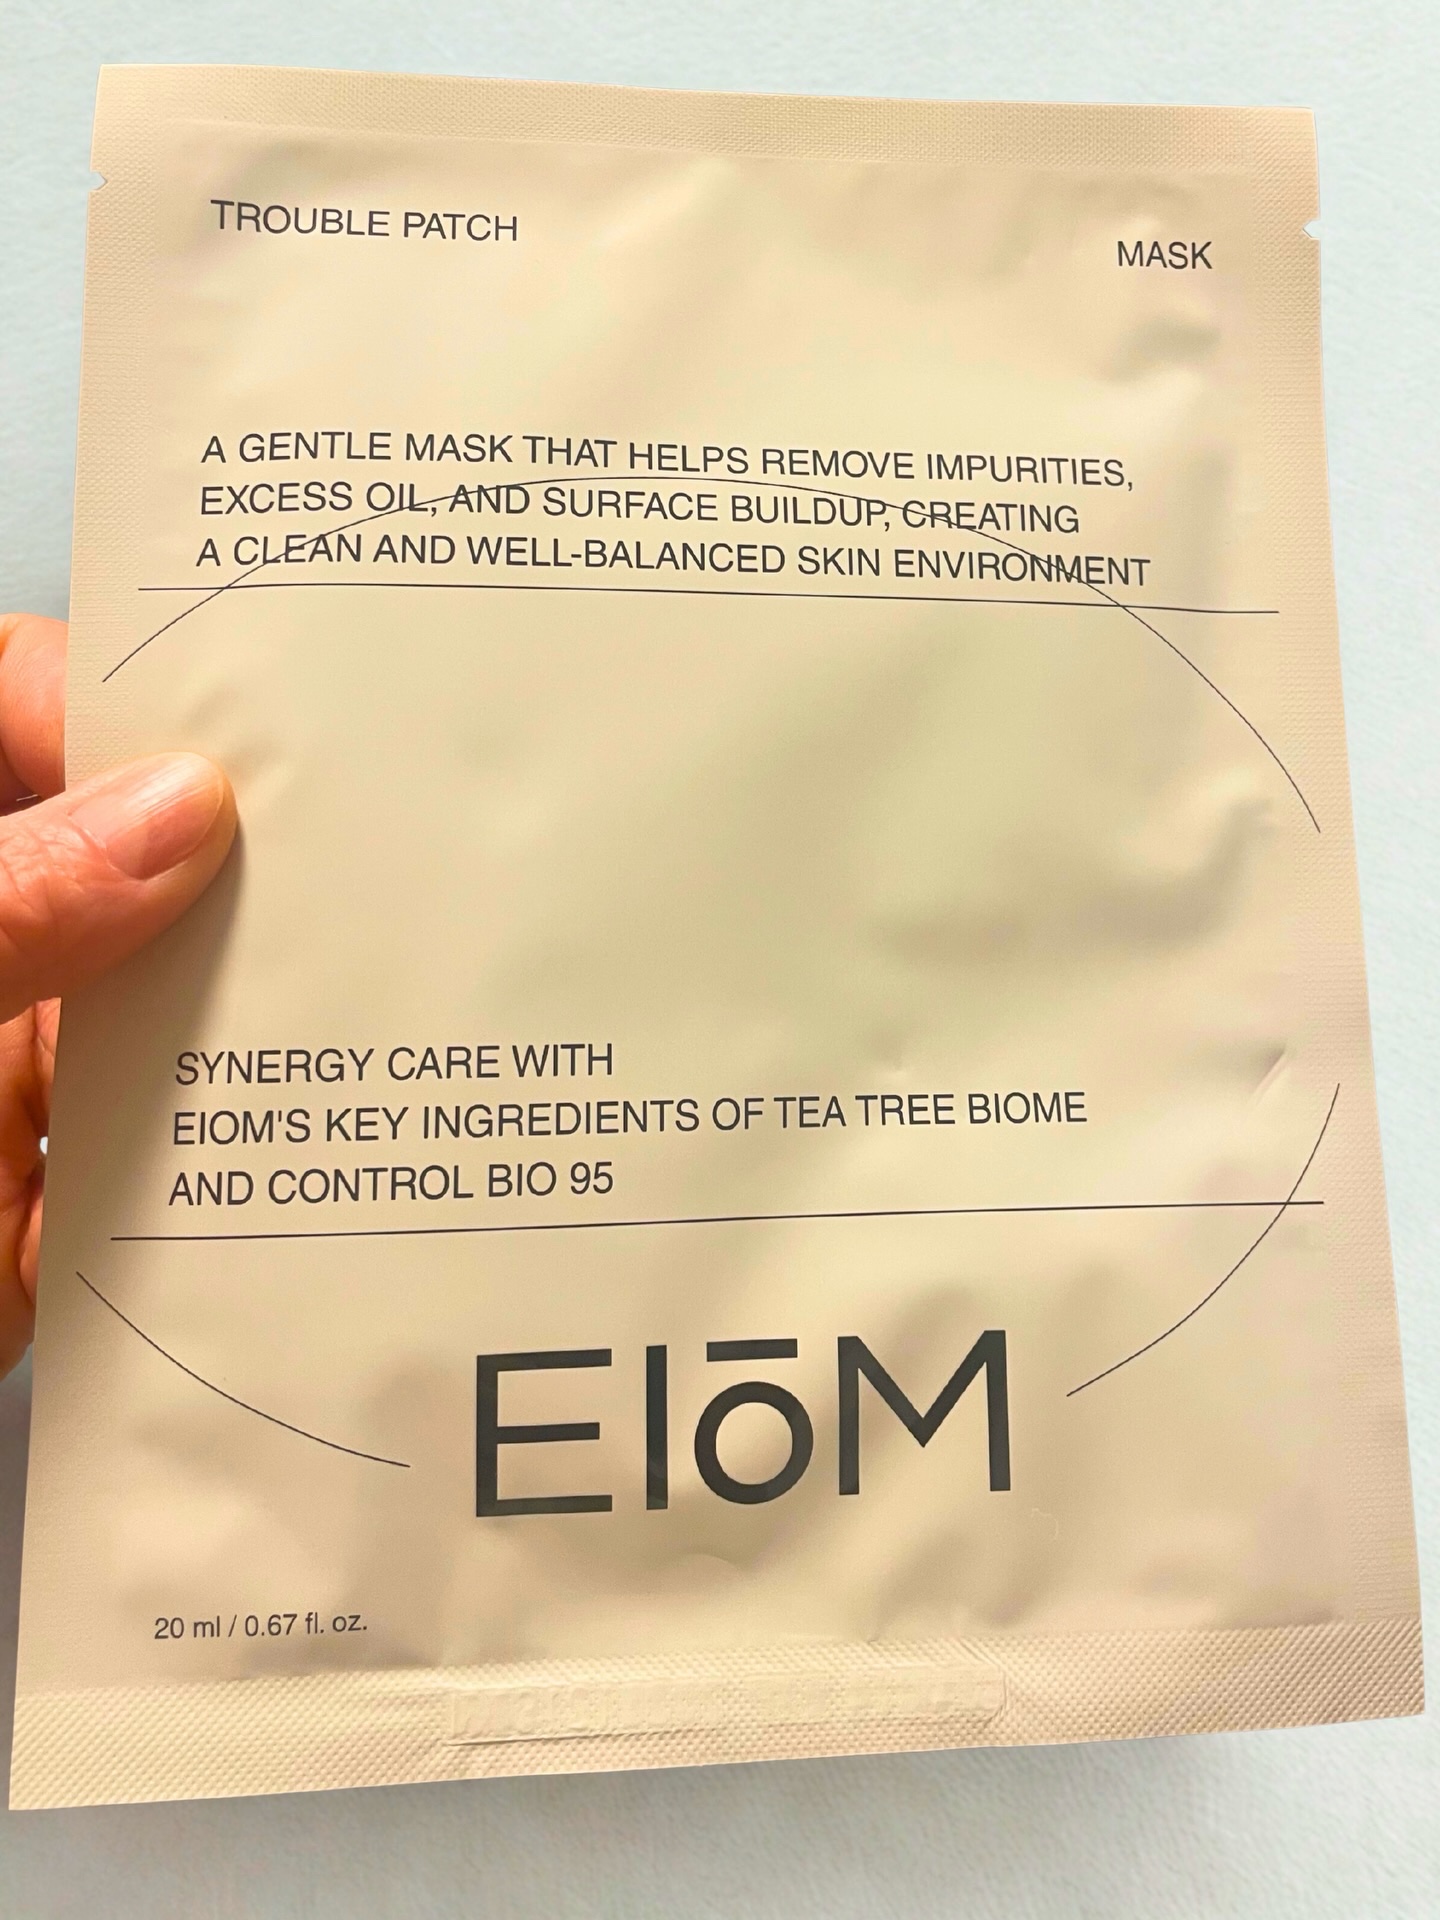 TROUBLE PATCH
MASK
A GENTLE MASK THAT HELPS REMOVE IMPURITIES,
EXCESS OIL, AND SURFACE BUILDUP, CREATING
A CLEAN AND WELL-BALANCED SKIN ENVIRONMENT
SYNERGY CARE WITH
EIOM'S KEY INGREDIENTS OF TEA TREE BIOME
AND CONTROL BIO 95
EIōM
20 ml / 0.67 fl. oz.